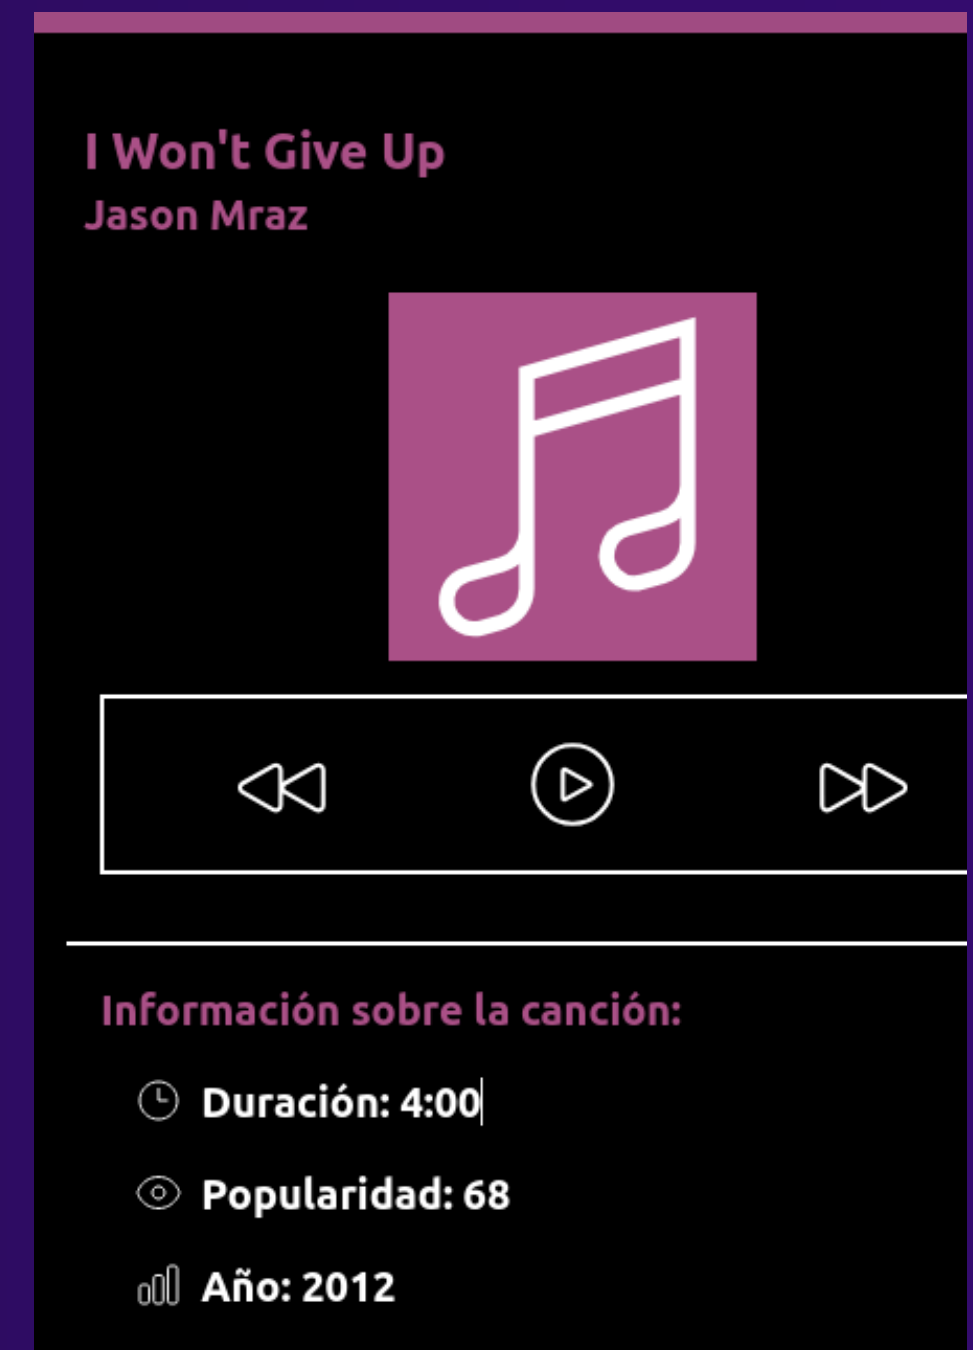 I Won't Give Up
Jason Mraz
Información sobre la canción:
Duración: 4:00
Popularidad: 68
Año: 2012